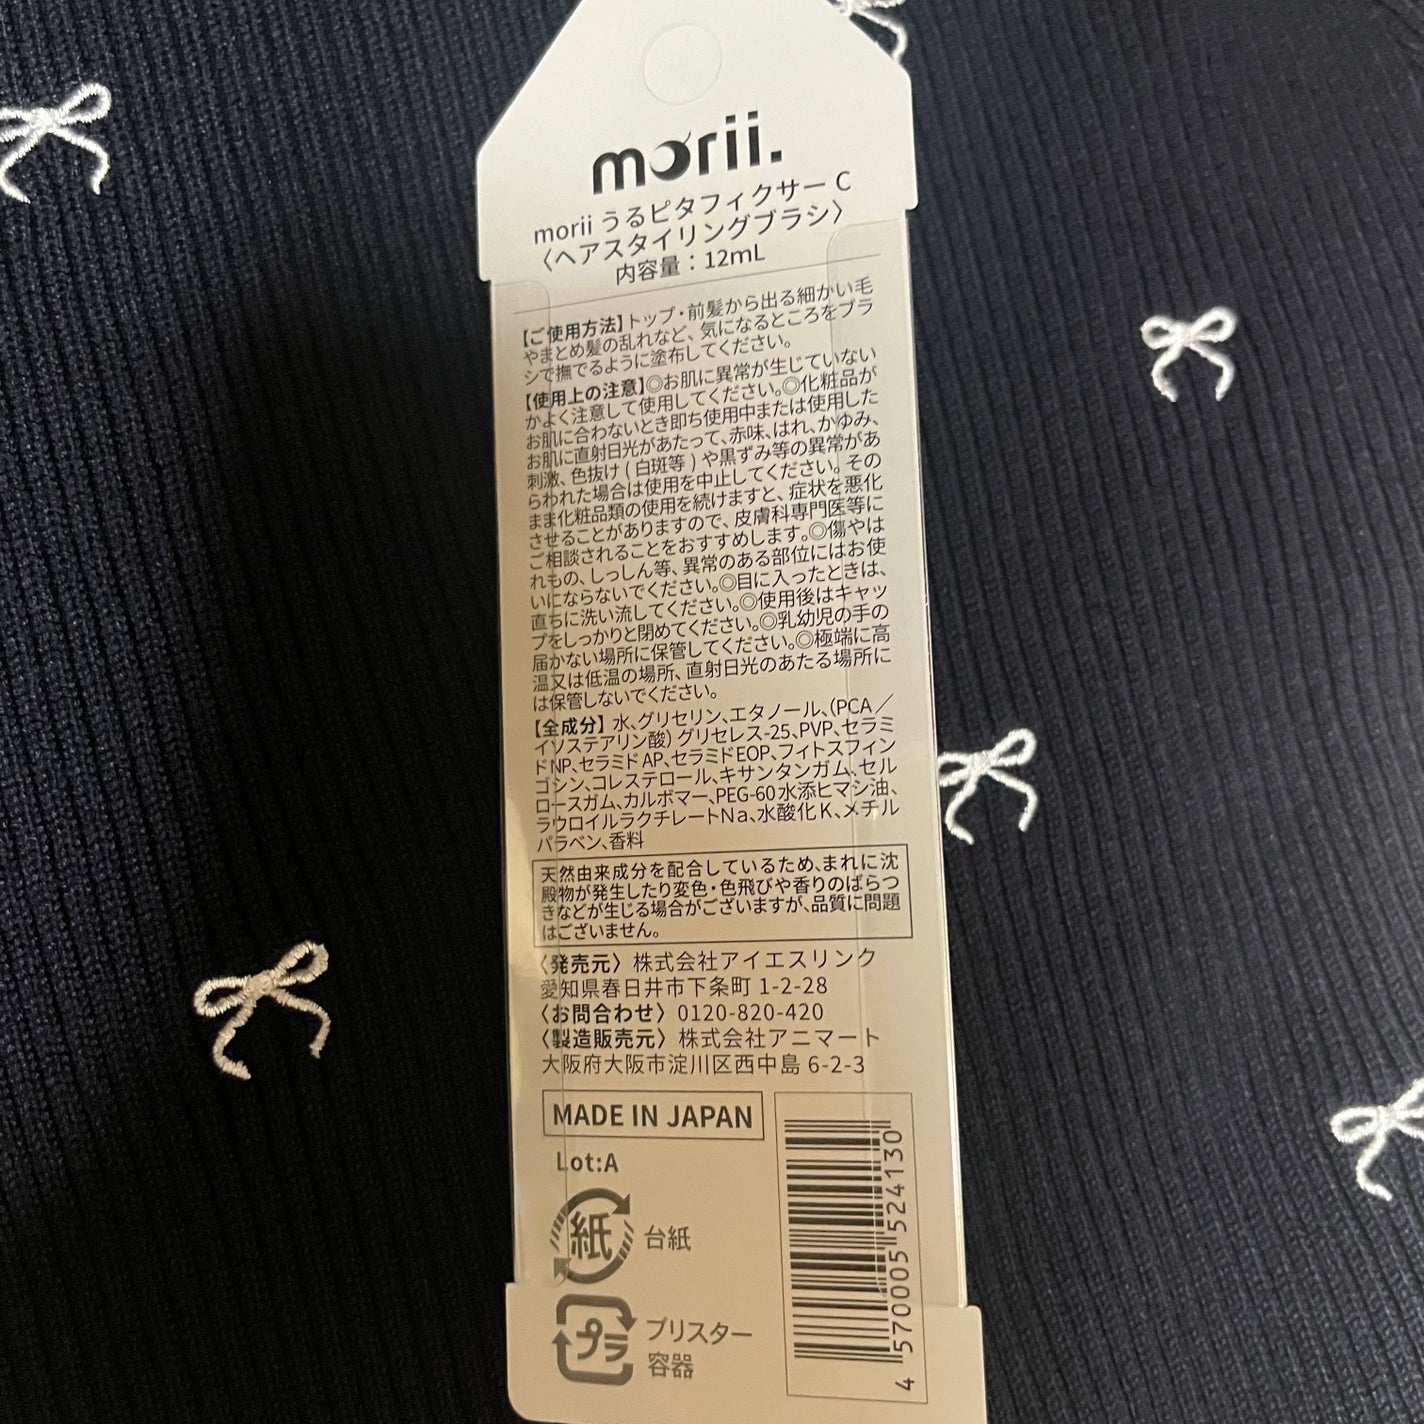 morii.
morii うるピタフィクサー C
〈ヘアスタイリングブラシ〉
内容量：12mL
【ご使用方法】トップ・前髪から出る細かい毛
やまとめ髪の乱れなど、気になるところをブラ
シで撫でるように塗布してください。
【使用上の注意】◎お肌に異常が生じていない
かよく注意して使用してください。◎化粧品が
お肌に合わないとき即ち使用中または使用した
お肌に直射日光があたって、赤味、はれ、かゆみ、
刺激、色抜け ( 白斑等 ) や黒ずみ等の異常があ
らわれた場合は使用を中止してください。その
まま化粧品類の使用を続けますと、症状を悪化
させることがありますので、皮膚科専門医等に
ご相談されることをおすすめします。◎傷やは
れもの、しっしん等、異常のある部位にはお使
いにならないでください。◎目に入ったときは、
直ちに洗い流してください。◎使用後はキャッ
プをしっかりと閉めてください。◎乳幼児の手の
届かない場所に保管してください。◎極端に高
温又は低温の場所、直射日光のあたる場所に
は保管しないでください。
【全成分】水、グリセリン、エタノール、(PCA／
イソステアリン酸) グリセレス-25、PVP、セラミ
ドNP、セラミドAP、セラミドEOP、フィトスフィン
ゴシン、コレステロール、キサンタンガム、セル
ロースガム、カルボマー、PEG-60水添ヒマシ油、
ラウロイルラクチレートNa、水酸化K、メチル
パラベン、香料
天然由来成分を配合しているため、まれに沈
殿物が発生したり変色・色飛びや香りのばらつ
きなどが生じる場合がございますが、品質に問題
はございません。
〈発売元〉株式会社アイエスリンク
愛知県春日井市下条町 1-2-28
〈お問合わせ〉0120-820-420
〈製造販売元〉株式会社アニマート
大阪府大阪市淀川区西中島 6-2-3
MADE IN JAPAN
Lot:A
紙 台紙
プラ ブリスター
容器
4 570005 524130